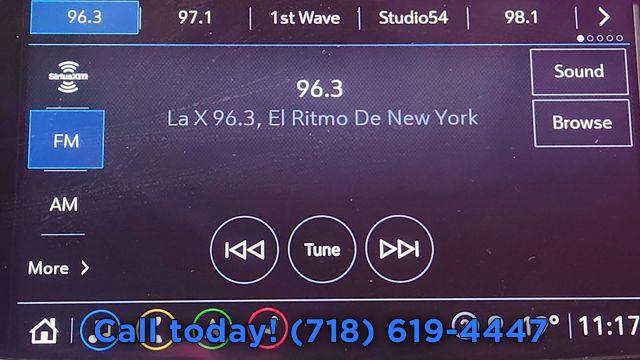 96.3
97.1
1st Wave
Studio54
98.1
SiriusXM
Sound
96.3
La X 96.3, El Ritmo De New York
Browse
FM
AM
Tune
More
11:17
Call today! (718) 619-4447